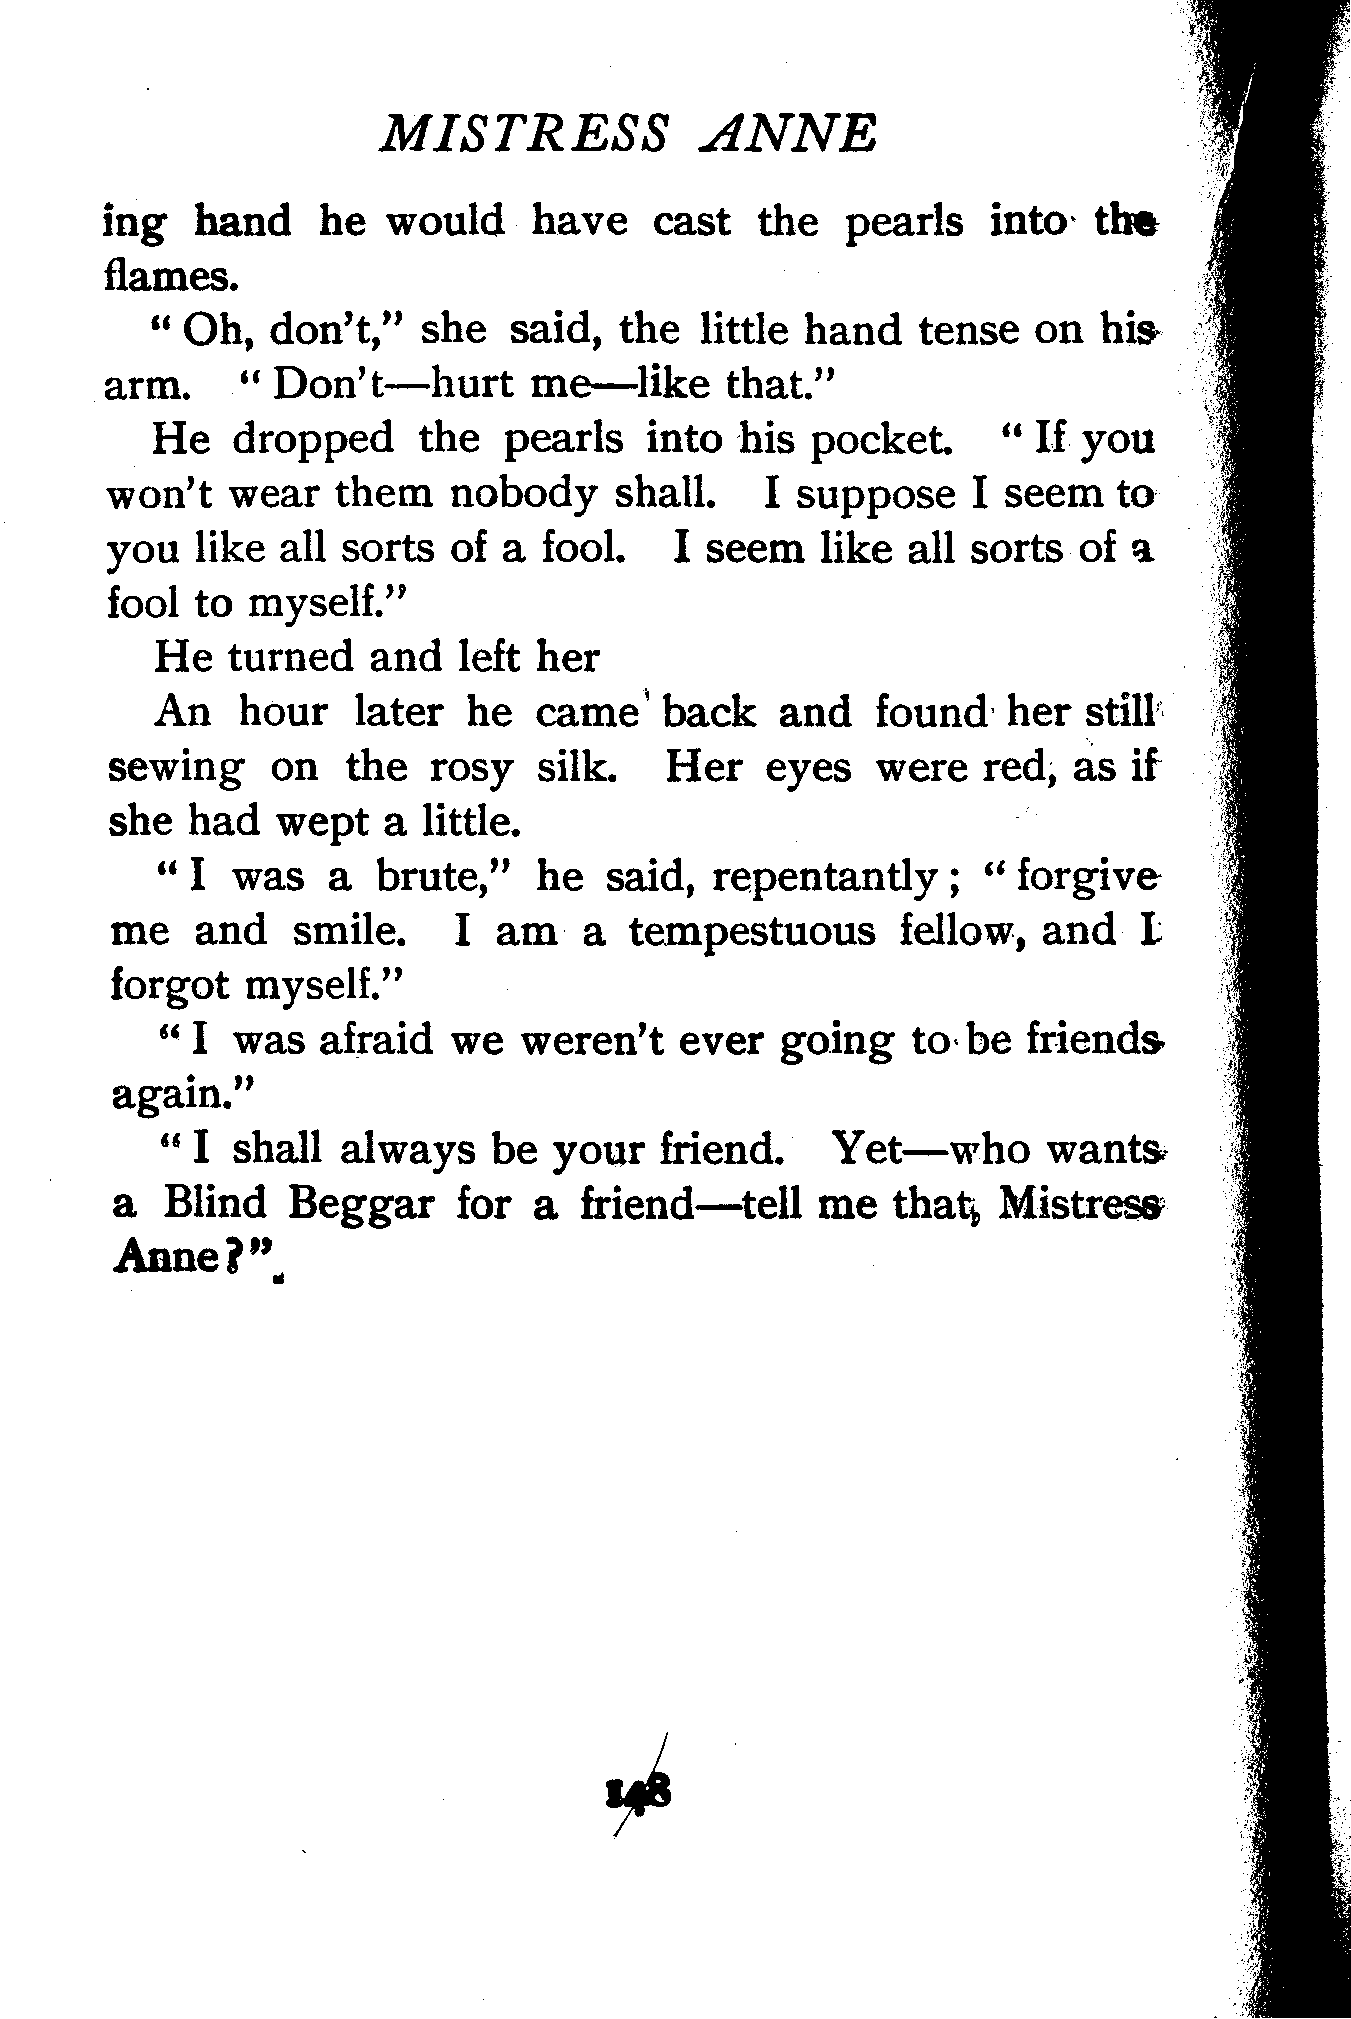 MISTRESS ANNE
ing hand he would have cast the pearls into the
flames.
" Oh, don't," she said, the little hand tense on his
arm. " Don't—hurt me—like that."
He dropped the pearls into his pocket. " If you
won't wear them nobody shall. I suppose I seem to
you like all sorts of a fool. I seem like all sorts of a
fool to myself."
He turned and left her
An hour later he came back and found her still
sewing on the rosy silk. Her eyes were red, as if
she had wept a little.
" I was a brute," he said, repentantly ; " forgive
me and smile. I am a tempestuous fellow, and I
forgot myself."
" I was afraid we weren't ever going to be friends
again."
" I shall always be your friend. Yet—who wants
a Blind Beggar for a friend—tell me that, Mistress
Anne ? "
148